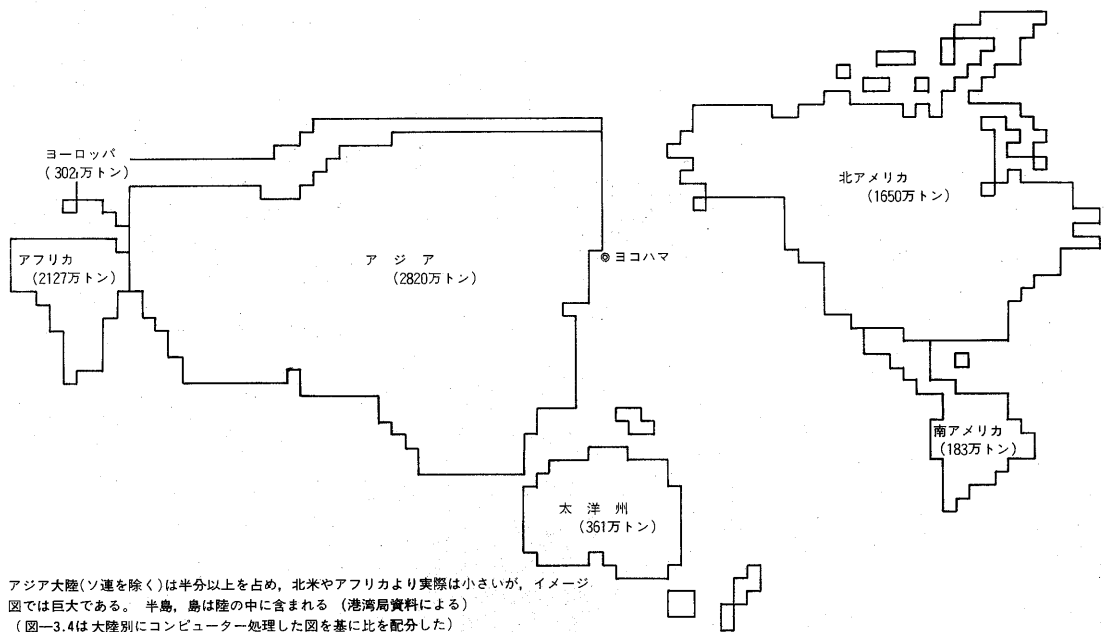 ヨーロッパ
(302万トン)
北アメリカ
(1650万トン)
アフリカ
(2127万トン)
ア ジ ア
(2820万トン)
◎ヨコハマ
南アメリカ
(183万トン)
太 洋 州
(361万トン)
アジア大陸(ソ連を除く)は半分以上を占め，北米やアフリカより実際は小さいが，イメージ
図では巨大である。 半島，島は陸の中に含まれる (港湾局資料による)
(図―3.4は大陸別にコンピューター処理した図を基に比を配分した)